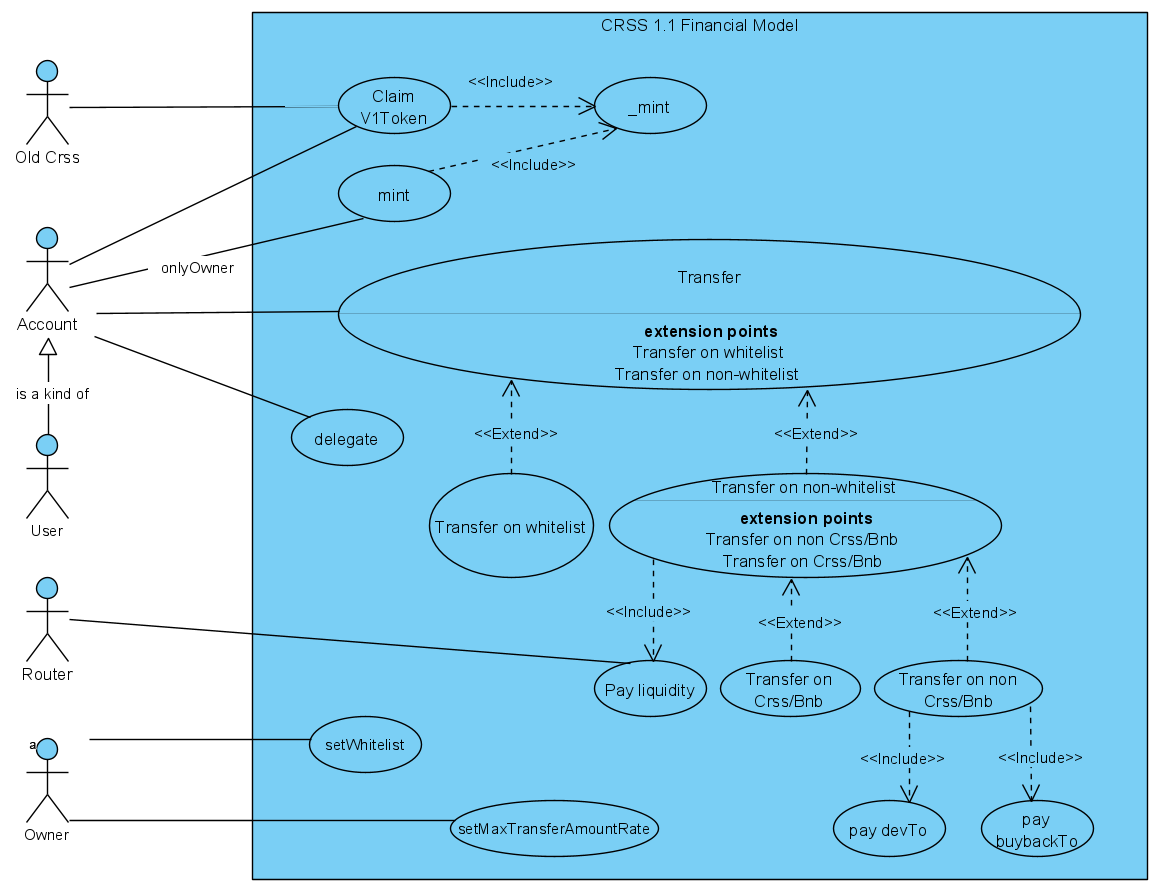 CRSS 1.1 Financial Model
Old Crss
Claim
V1Token
<<Include>>
_mint
<<Include>>
mint
onlyOwner
Account
Transfer
extension points
Transfer on whitelist
Transfer on non-whitelist
is a kind of
delegate
User
<<Extend>>
<<Extend>>
Transfer on whitelist
Transfer on non-whitelist
extension points
Transfer on non Crss/Bnb
Transfer on Crss/Bnb
<<Include>>
<<Extend>>
<<Extend>>
Router
Pay liquidity
Transfer on
Crss/Bnb
Transfer on non
Crss/Bnb
a
setWhitelist
<<Include>>
<<Include>>
Owner
setMaxTransferAmountRate
pay devTo
pay
buybackTo